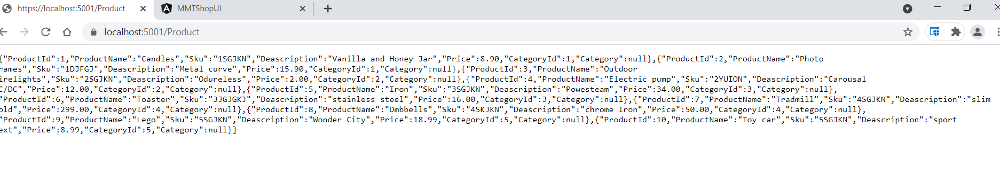 https://localhost:5001/Product
MMTShopUI
localhost:5001/Product
{"ProductId":1,"ProductName":"Candles","Sku":"1SGJKN","Deascription":"Vanilla and Honey Jar","Price":8.90,"CategoryId":1,"Category":null},{"ProductId":2,"ProductName":"Photo
rames","Sku":"1DJFGJ","Deascription":"Metal curve","Price":15.90,"CategoryId":1,"Category":null},{"ProductId":3,"ProductName":"Outdoor
irelights","Sku":"2SGJKN","Deascription":"Odureless","Price":2.00,"CategoryId":2,"Category":null},{"ProductId":4,"ProductName":"Electric pump","Sku":"2YUION","Deascription":"Carousal
C/DC","Price":12.00,"CategoryId":2,"Category":null},{"ProductId":5,"ProductName":"Iron","Sku":"3SGJKN","Deascription":"Powesteam","Price":34.00,"CategoryId":3,"Category":null},
"ProductId":6,"ProductName":"Toaster","Sku":"3JGJGKJ","Deascription":"stainless steel","Price":16.00,"CategoryId":3,"Category":null},{"ProductId":7,"ProductName":"Tradmill","Sku":"4SGJKN","Deascription":"slim
old","Price":299.00,"CategoryId":4,"Category":null},{"ProductId":8,"ProductName":"Dmbbells","Sku":"4SKJKN","Deascription":"chrome Iron","Price":50.00,"CategoryId":4,"Category":null},
"ProductId":9,"ProductName":"Lego","Sku":"5SGJKN","Deascription":"Wonder City","Price":18.99,"CategoryId":5,"Category":null},{"ProductId":10,"ProductName":"Toy car","Sku":"5SGJKN","Deascription":"sport
ext","Price":8.99,"CategoryId":5,"Category":null}]